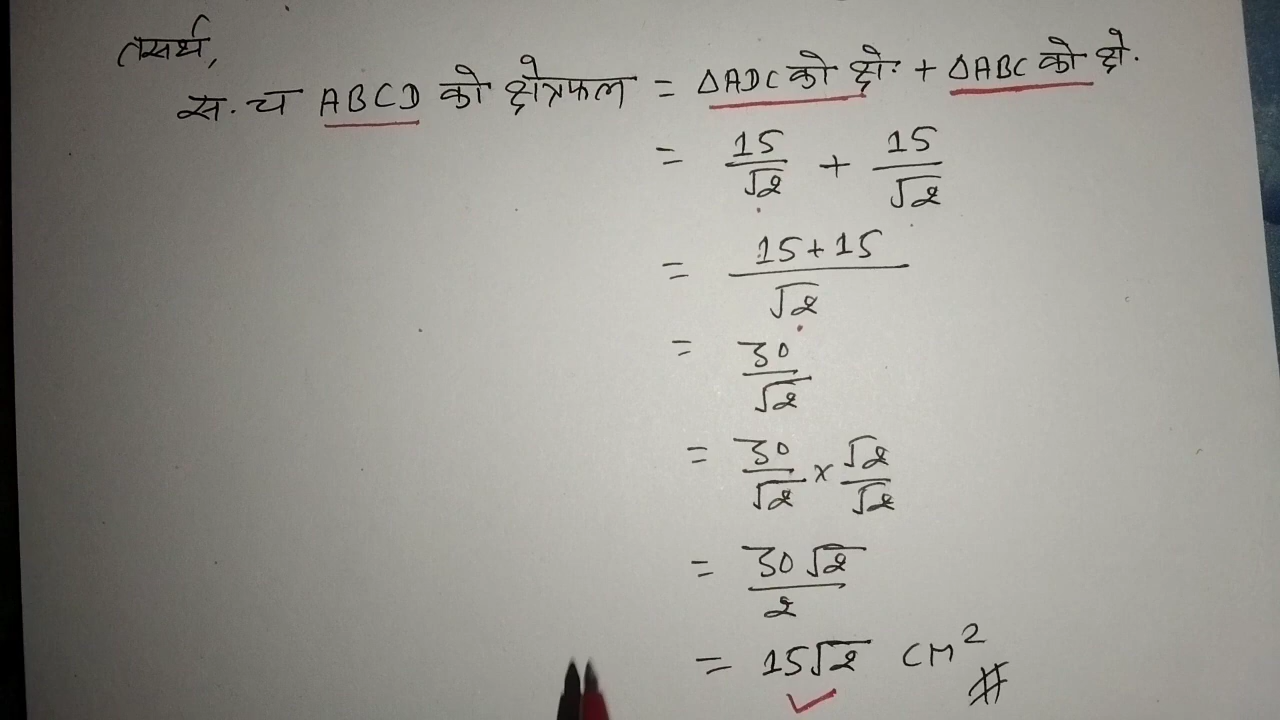 तसर्थ,
स. च ABCD को क्षेत्रफल = ΔADC को क्षे. + ΔABC को क्षे.
= 15/√2 + 15/√2
= (15+15)/√2
= 30/√2
= 30/√2 × √2/√2
= 30√2/2
= 15√2 CM² #